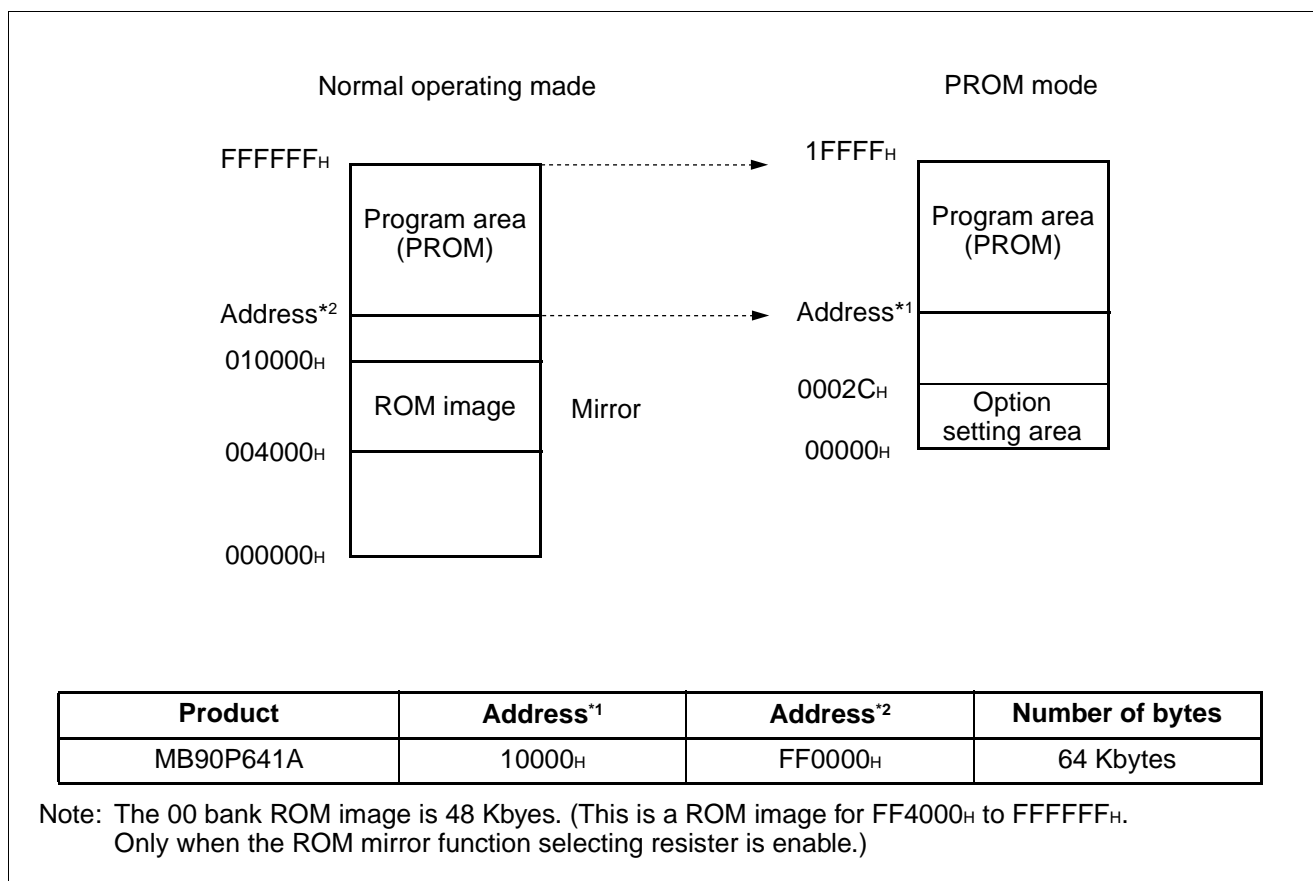 Normal operating made
PROM mode
FFFFFFH
1FFFFH
Program area
(PROM)
Program area
(PROM)
Address*2
Address*1
010000H
0002CH
ROM image
Mirror
Option
setting area
004000H
00000H
000000H
Product Address*1 Address*2 Number of bytes
MB90P641A 10000H FF0000H 64 Kbytes
Note: The 00 bank ROM image is 48 Kbyes. (This is a ROM image for FF4000H to FFFFFFH.
Only when the ROM mirror function selecting resister is enable.)